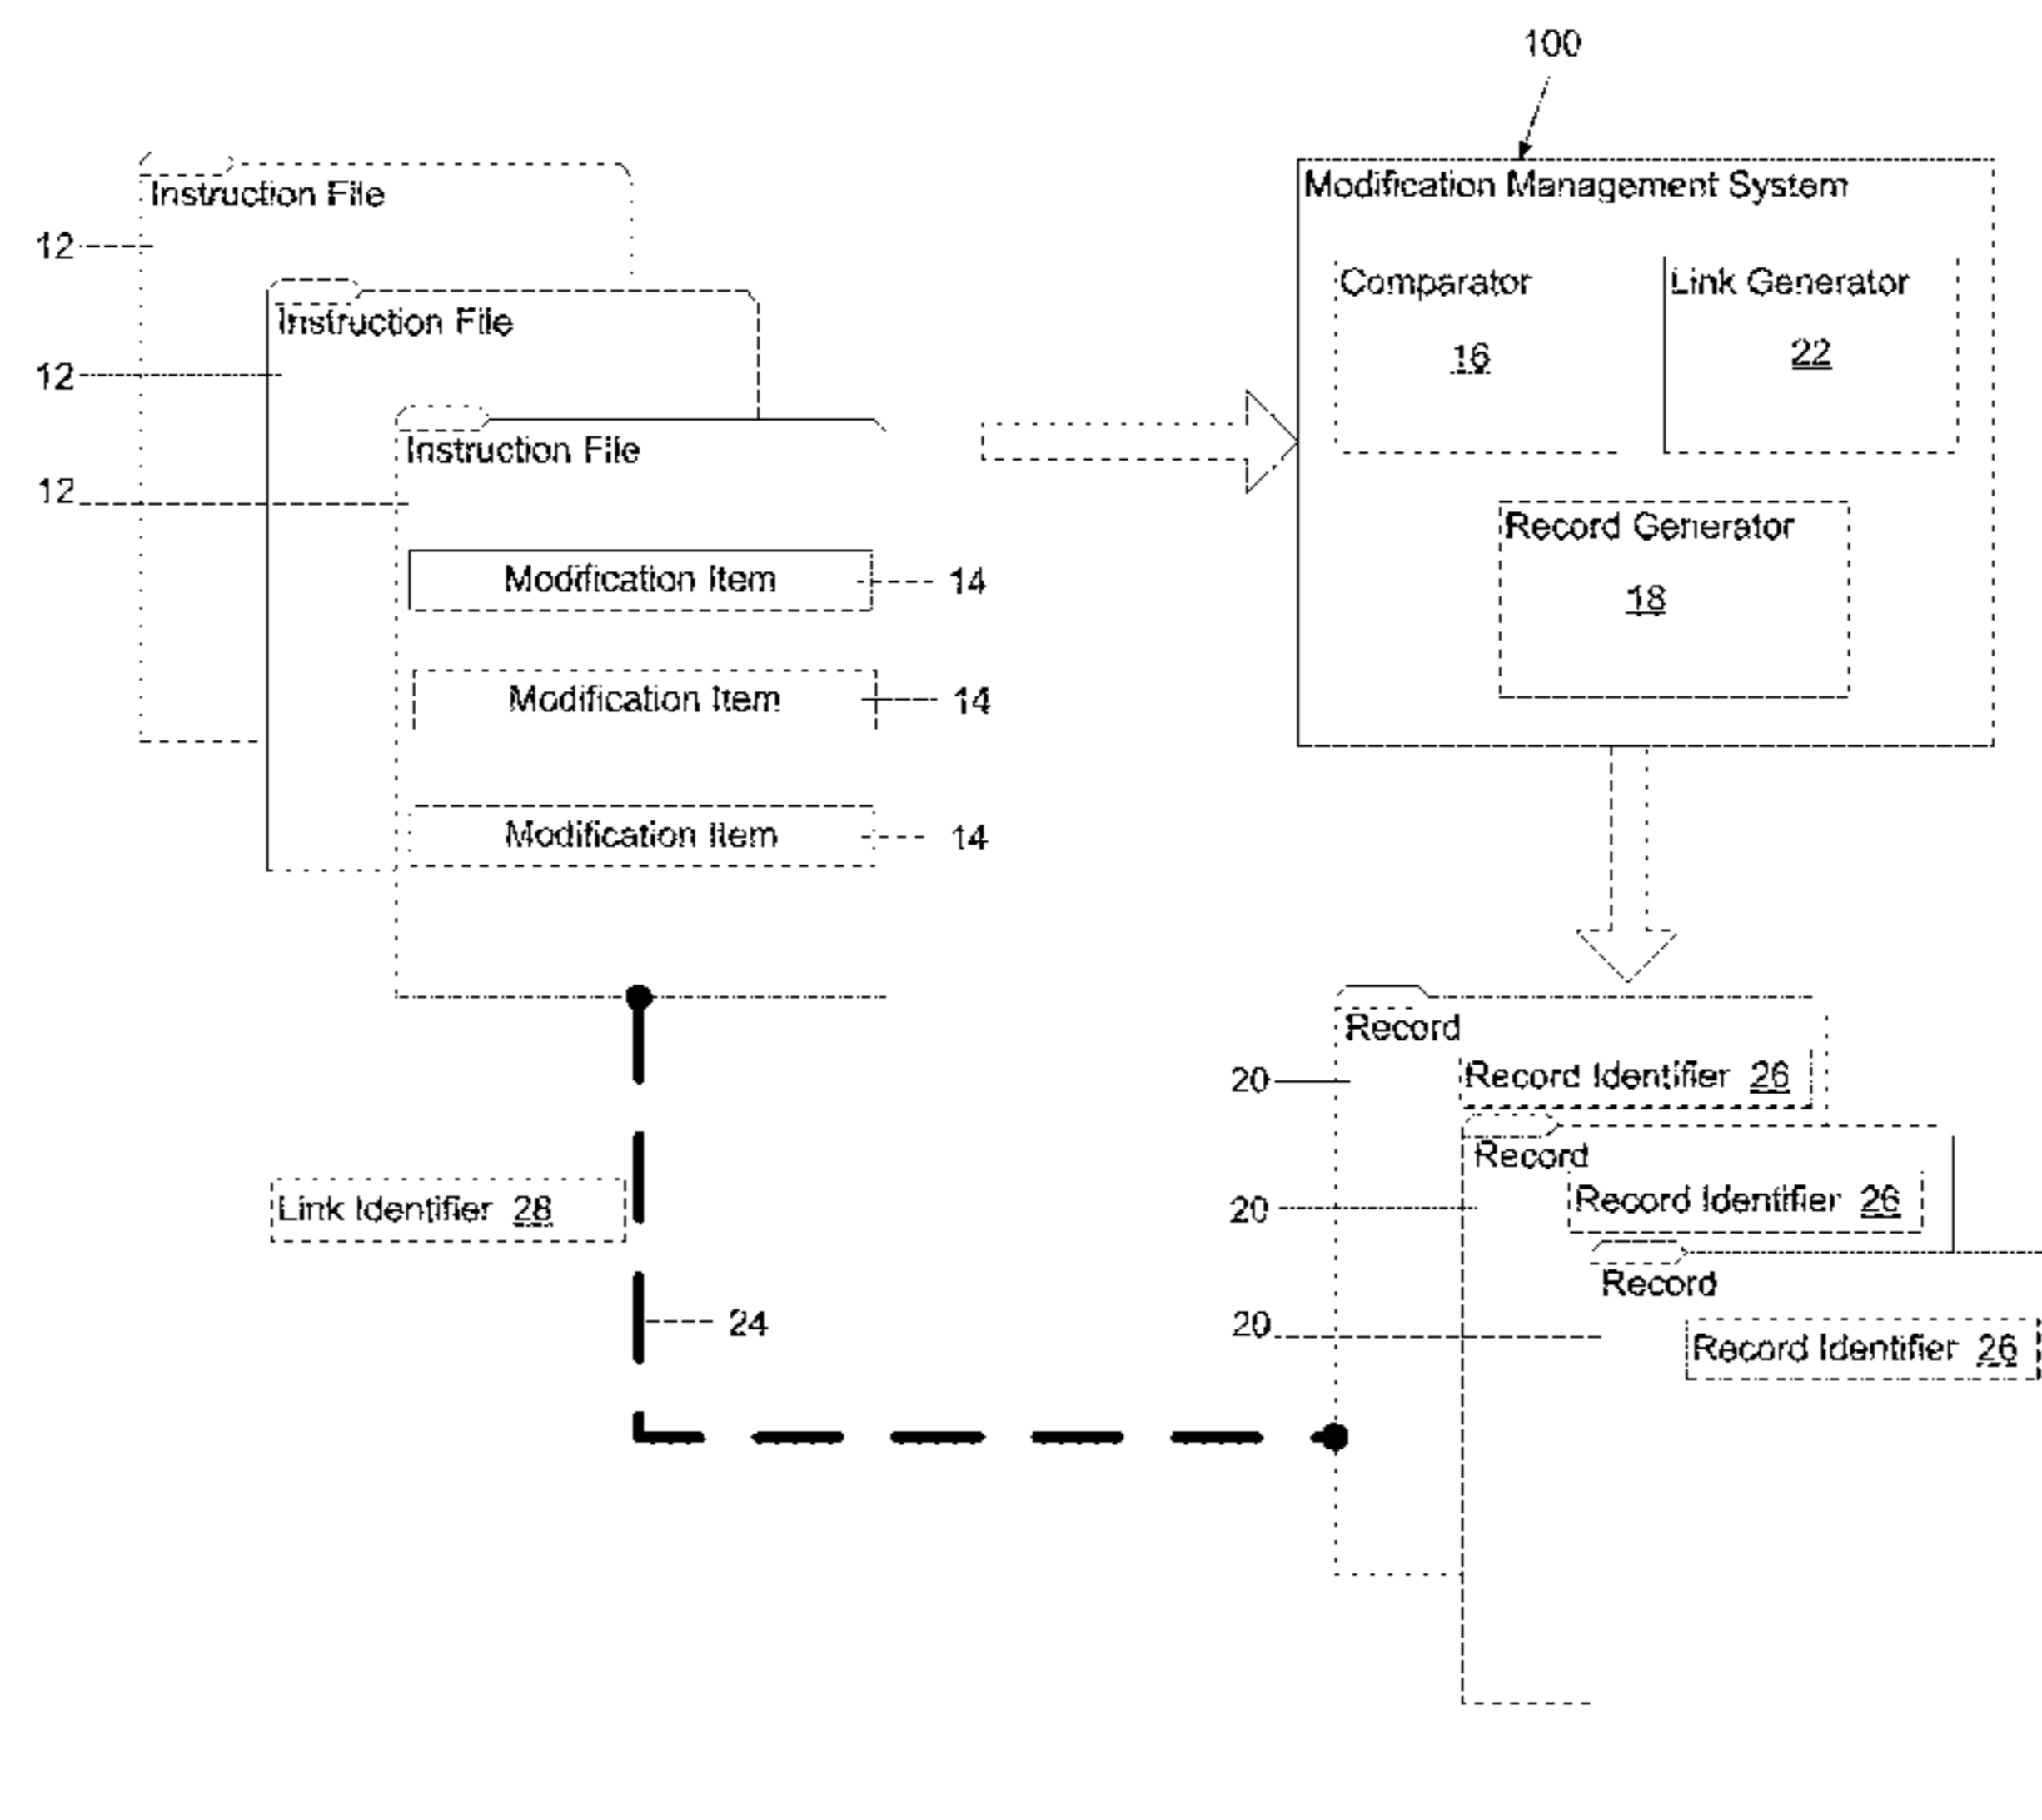 100
Instruction File
12
Instruction File
12
Instruction File
12
Modification Item
14
Modification Item
14
Modification Item
14
Modification Management System
Comparator
16
Link Generator
22
Record Generator
18
Record
20
Record Identifier 26
Record
20
Record Identifier 26
Record
20
Record Identifier 26
Link Identifier 28
24